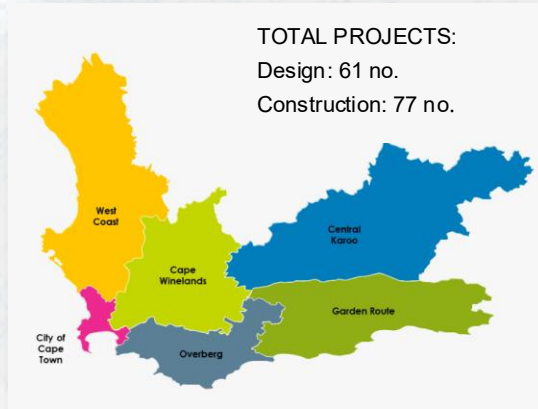 TOTAL PROJECTS:
Design: 61 no.
Construction: 77 no.
West
Coast
Central
Karoo
Cape
Winelands
Garden Route
City of
Cape
Town
Overberg